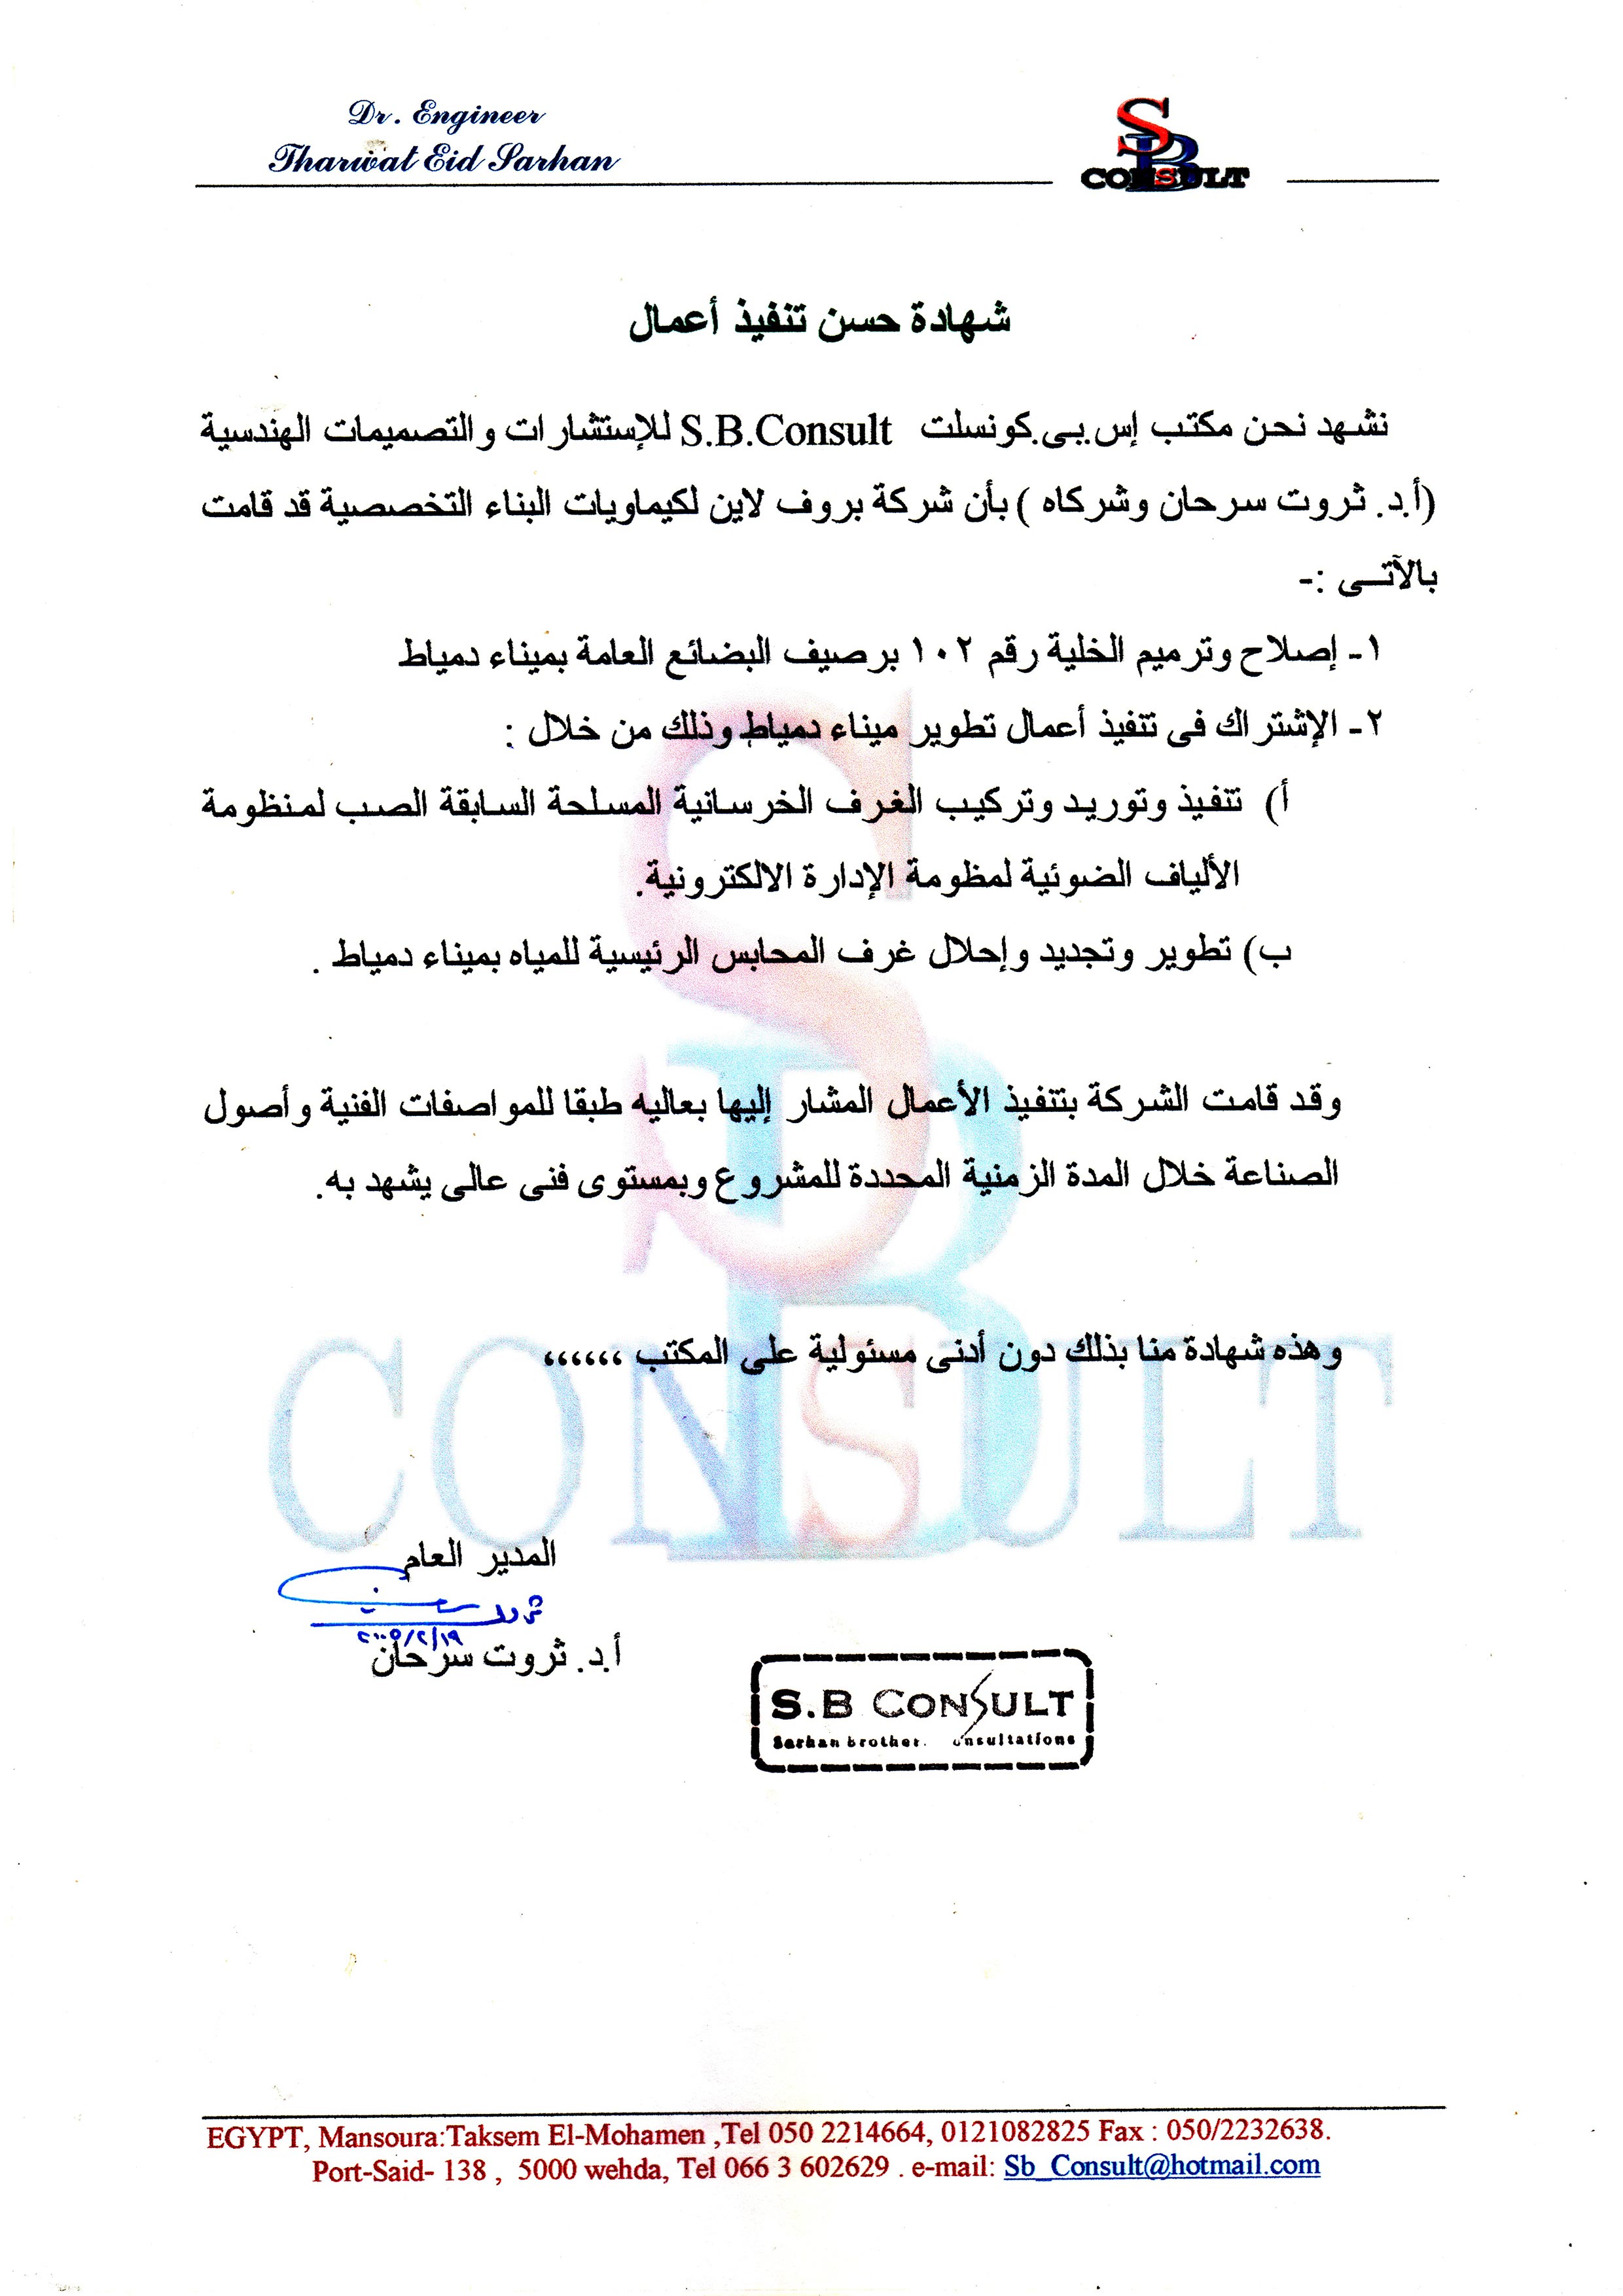 Dr. Engineer
Tharwat Eid Sarhan
SB
CONSULT
شهادة حسن تنفيذ أعمال
نشهد نحن مكتب إس.بى.كونسلت S.B.Consult للإستشارات والتصميمات الهندسية
(أ.د. ثروت سرحان وشركاه ) بأن شركة بروف لاين لكيماويات البناء التخصصية قد قامت
بالآتــى :-
١- إصلاح وترميم الخلية رقم ١٠٢ برصيف البضائع العامة بميناء دمياط
٢- الإشتراك فى تنفيذ أعمال تطوير ميناء دمياط وذلك من خلال :
أ) تنفيذ وتوريد وتركيب الغرف الخرسانية المسلحة السابقة الصب لمنظومة
الألياف الضوئية لمظومة الإدارة الالكترونية.
ب) تطوير وتجديد وإحلال غرف المحابس الرئيسية للمياه بميناء دمياط .
وقد قامت الشركة بتنفيذ الأعمال المشار إليها بعاليه طبقا للمواصفات الفنية وأصول
الصناعة خلال المدة الزمنية المحددة للمشروع وبمستوى فنى عالى يشهد به.
وهذه شهادة منا بذلك دون أدنى مسئولية على المكتب ،،،،،،
SB
CONSULT
المدير العام
٢٠٠٥/٢/١٩
أ.د. ثروت سرحان
S.B CONSULT
Sarhan brother.
EGYPT, Mansoura:Taksem El-Mohamen ,Tel 050 2214664, 0121082825 Fax : 050/2232638.
Port-Said- 138 , 5000 wehda, Tel 066 3 602629 . e-mail: Sb_Consult@hotmail.com